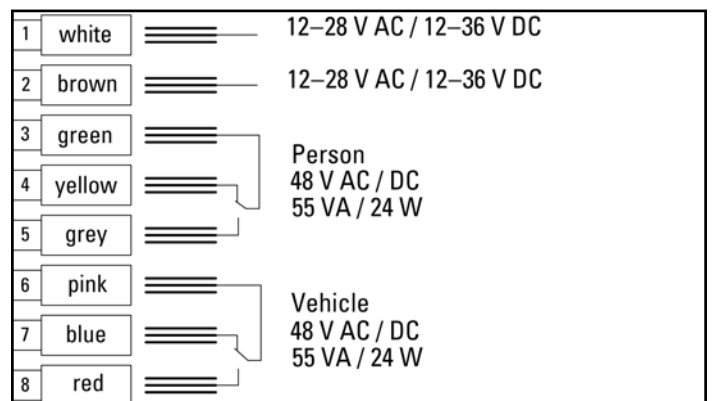 1 white 12–28 V AC / 12–36 V DC
2 brown 12–28 V AC / 12–36 V DC
3 green
4 yellow
5 grey
Person
48 V AC / DC
55 VA / 24 W
6 pink
7 blue
8 red
Vehicle
48 V AC / DC
55 VA / 24 W